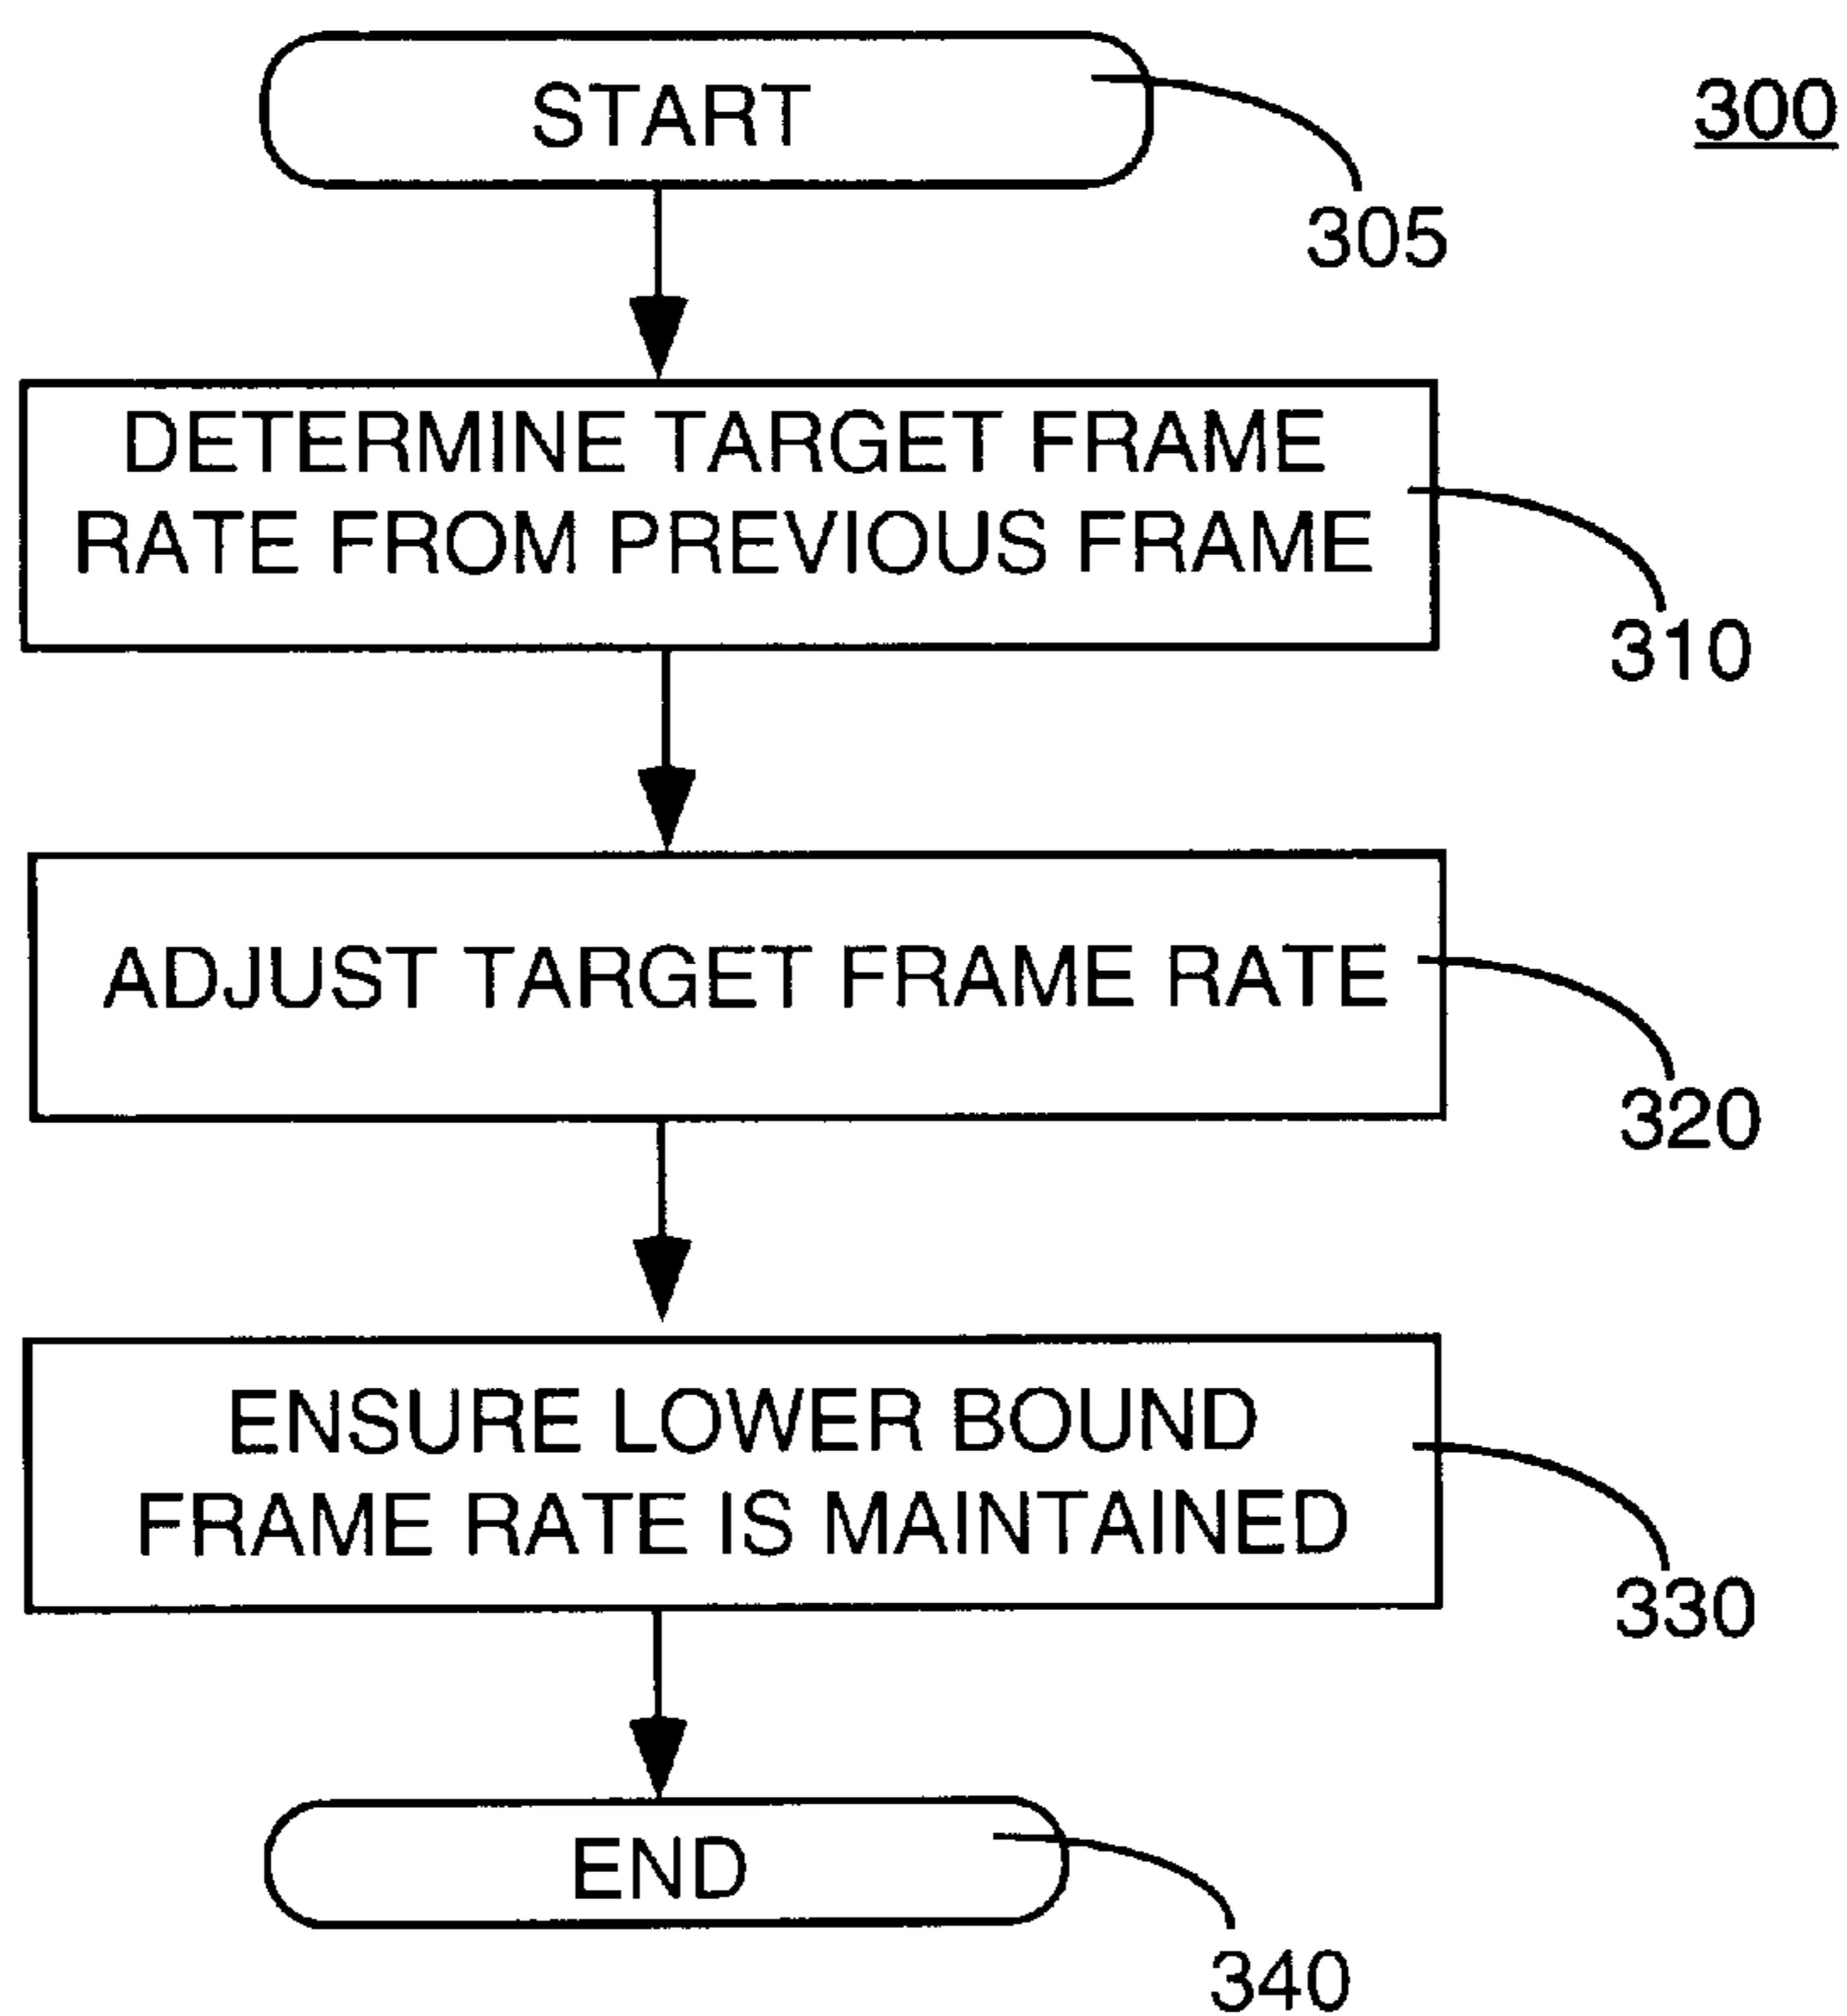 START
300
305
DETERMINE TARGET FRAME
RATE FROM PREVIOUS FRAME
310
ADJUST TARGET FRAME RATE
320
ENSURE LOWER BOUND
FRAME RATE IS MAINTAINED
330
END
340